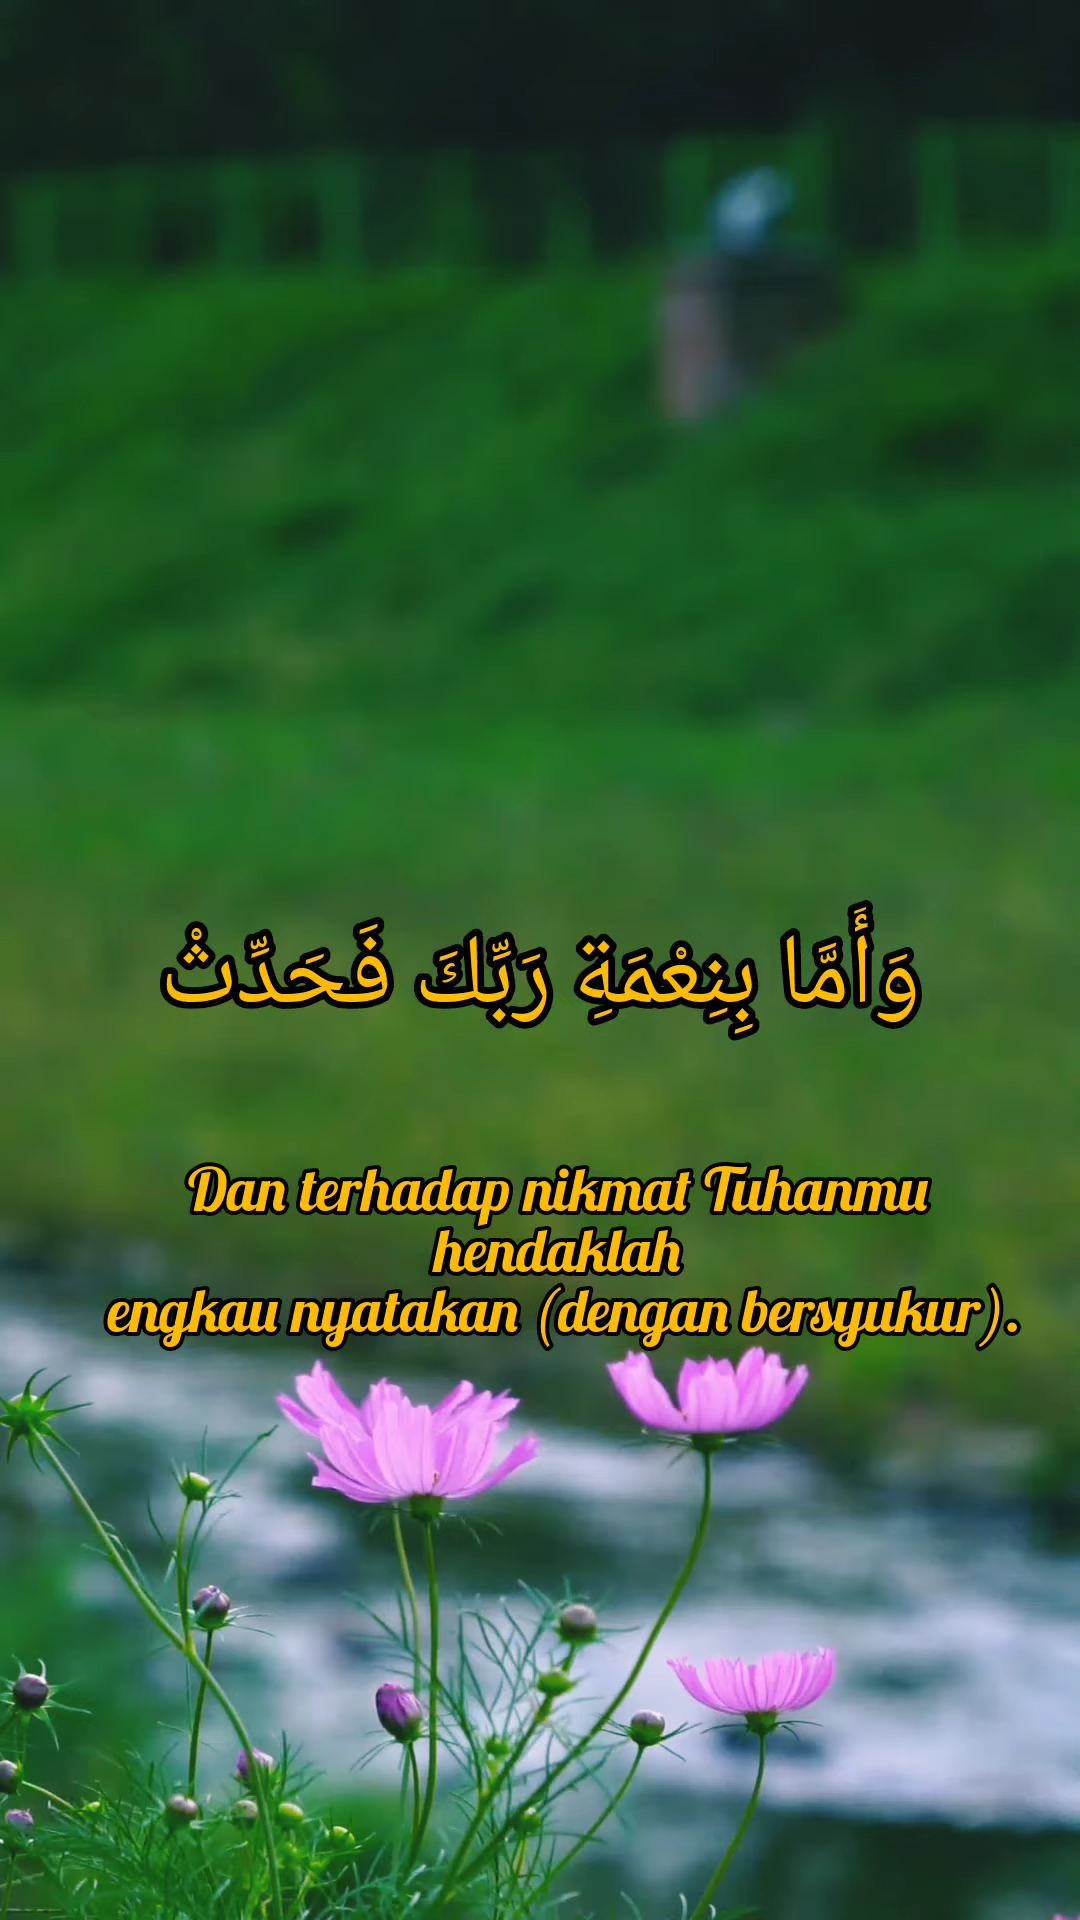 وَأَمَّا بِنِعْمَةِ رَبِّكَ فَحَدِّثْ
Dan terhadap nikmat Tuhanmu
hendaklah
engkau nyatakan (dengan bersyukur).